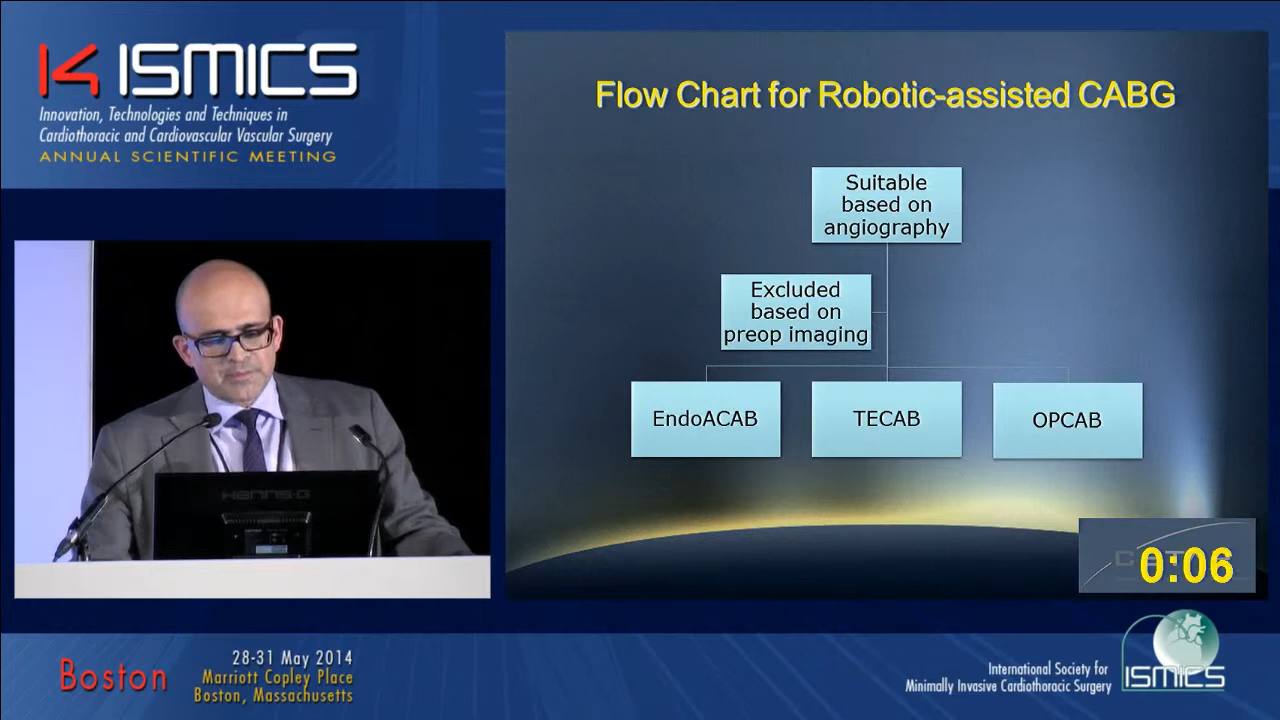 14 ISMICS
Innovation, Technologies and Techniques in
Cardiothoracic and Cardiovascular Vascular Surgery
ANNUAL SCIENTIFIC MEETING
Flow Chart for Robotic-assisted CABG
Suitable
based on
angiography
Excluded
based on
preop imaging
EndoACAB
TECAB
OPCAB
HANNS-G
0:06
Boston
28-31 May 2014
Marriott Copley Place
Boston, Massachusetts
International Society for
Minimally Invasive Cardiothoracic Surgery
ISMICS